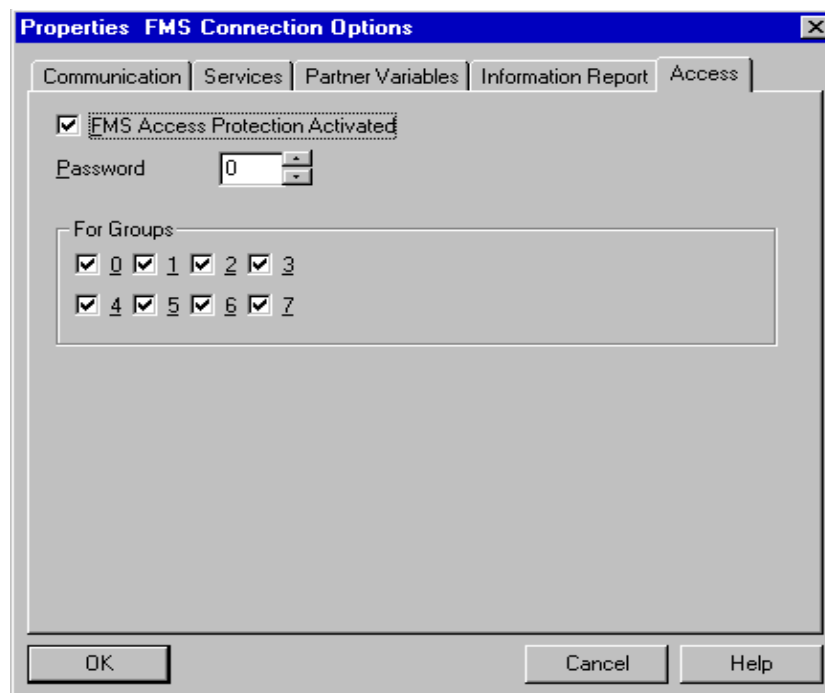 Properties FMS Connection Options
Communication Services Partner Variables Information Report Access
FMS Access Protection Activated
Password 0
For Groups
0 1 2 3
4 5 6 7
OK Cancel Help